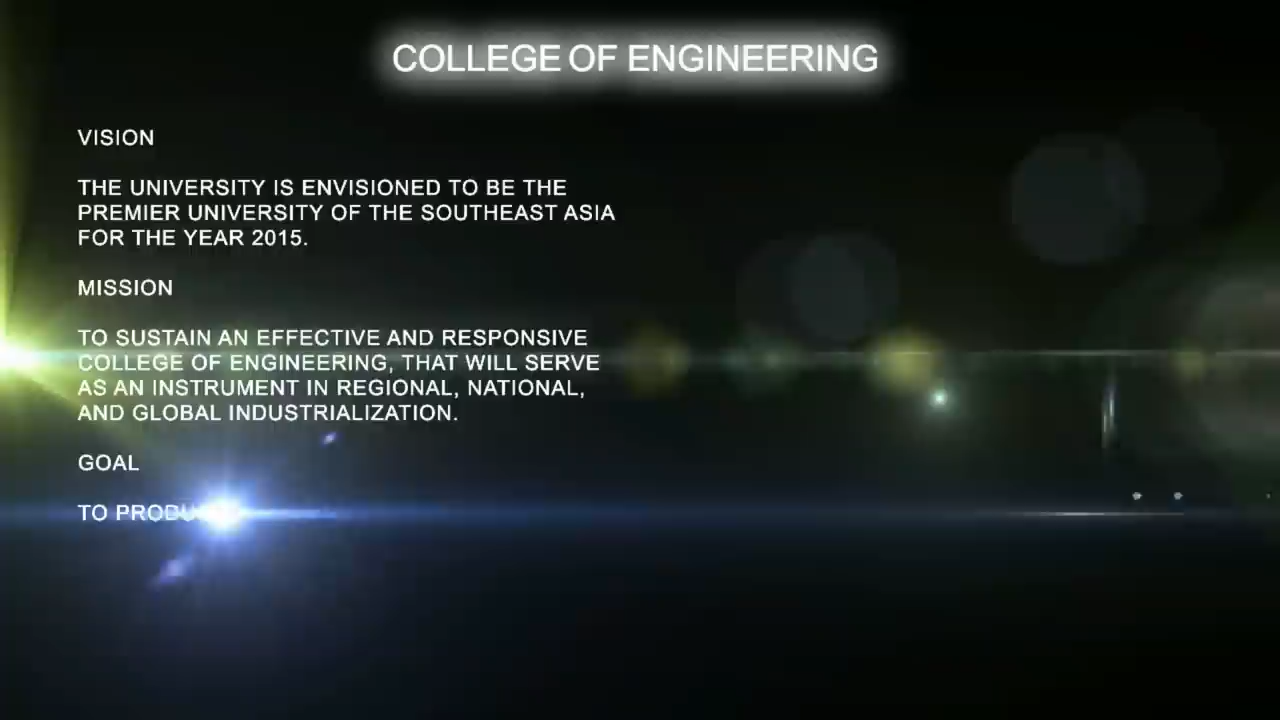 COLLEGE OF ENGINEERING
VISION
THE UNIVERSITY IS ENVISIONED TO BE THE
PREMIER UNIVERSITY OF THE SOUTHEAST ASIA
FOR THE YEAR 2015.
MISSION
TO SUSTAIN AN EFFECTIVE AND RESPONSIVE
COLLEGE OF ENGINEERING, THAT WILL SERVE
AS AN INSTRUMENT IN REGIONAL, NATIONAL,
AND GLOBAL INDUSTRIALIZATION.
GOAL
TO PRODU